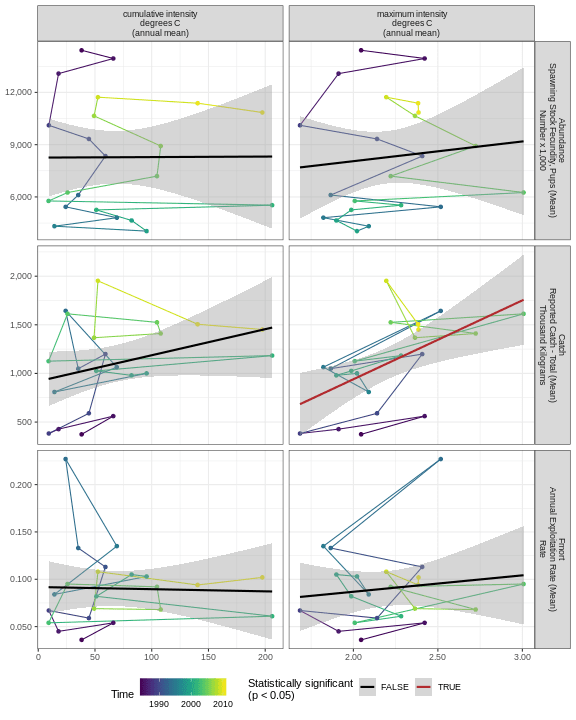 cumulative intensity
degrees C
(annual mean)
maximum intensity
degrees C
(annual mean)
12,000
9,000
6,000
Abundance
Spawning Stock Fecundity, Pups (Mean)
Number x 1,000
2,000
1,500
1,000
500
Catch
Reported Catch - Total (Mean)
Thousand Kilograms
0.200
0.150
0.100
0.050
Fmort
Annual Exploitation Rate (Mean)
Rate
0 50 100 150 200
2.00 2.50 3.00
Time
1990 2000 2010
Statistically significant
(p < 0.05)
FALSE
TRUE